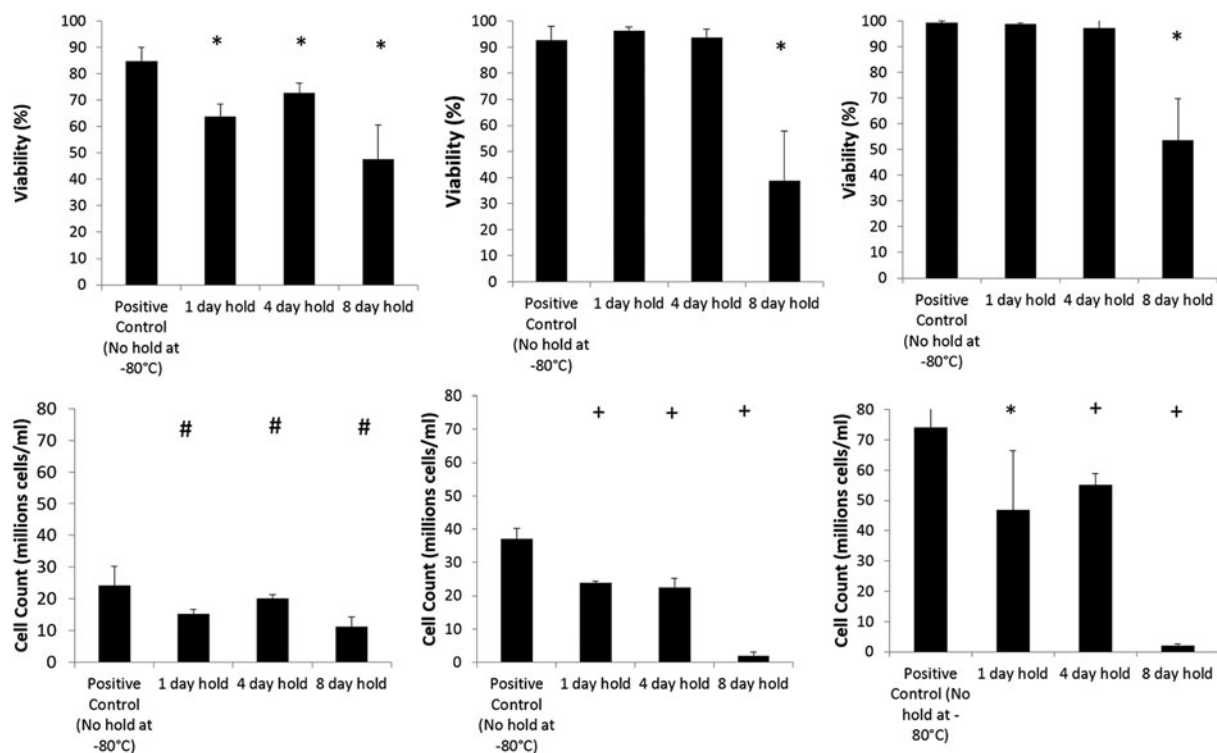 Viability (%)
100
90
80
70
60
50
40
30
20
10
0
* * *
Positive
Control
(No hold at
-80°C)
1 day hold
4 day hold
8 day hold
Viability (%)
100
90
80
70
60
50
40
30
20
10
0
*
Positive
Control
(No hold at
-80°C)
1 day hold
4 day hold
8 day hold
Viability (%)
100
90
80
70
60
50
40
30
20
10
0
*
Positive
Control
(No hold at
-80°C)
1 day hold
4 day hold
8 day hold
Cell Count (millions cells/ml)
80
70
60
50
40
30
20
10
0
# # #
Positive
Control
(No hold at
-80°C)
1 day hold
4 day hold
8 day hold
Cell Count (millions cells/ml)
80
70
60
50
40
30
20
10
0
+ + +
Positive
Control
(No hold at
-80°C)
1 day hold
4 day hold
8 day hold
Cell Count (millions cells/ml)
80
70
60
50
40
30
20
10
0
* + +
Positive
Control (No
hold at -
80°C)
1 day hold
4 day hold
8 day hold